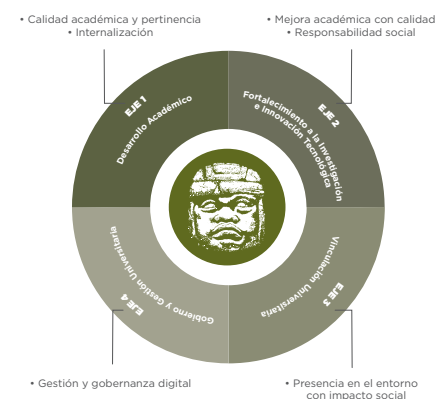 • Calidad académica y pertinencia
• Internalización
• Mejora académica con calidad
• Responsabilidad social
EJE 1
Desarrollo Académico
EJE 2
Fortalecimiento a la Investigación
e Innovación Tecnológica
EJE 3
Vinculación Universitaria
EJE 4
Gobierno y Gestión Universitaria
• Gestión y gobernanza digital
• Presencia en el entorno
con impacto social